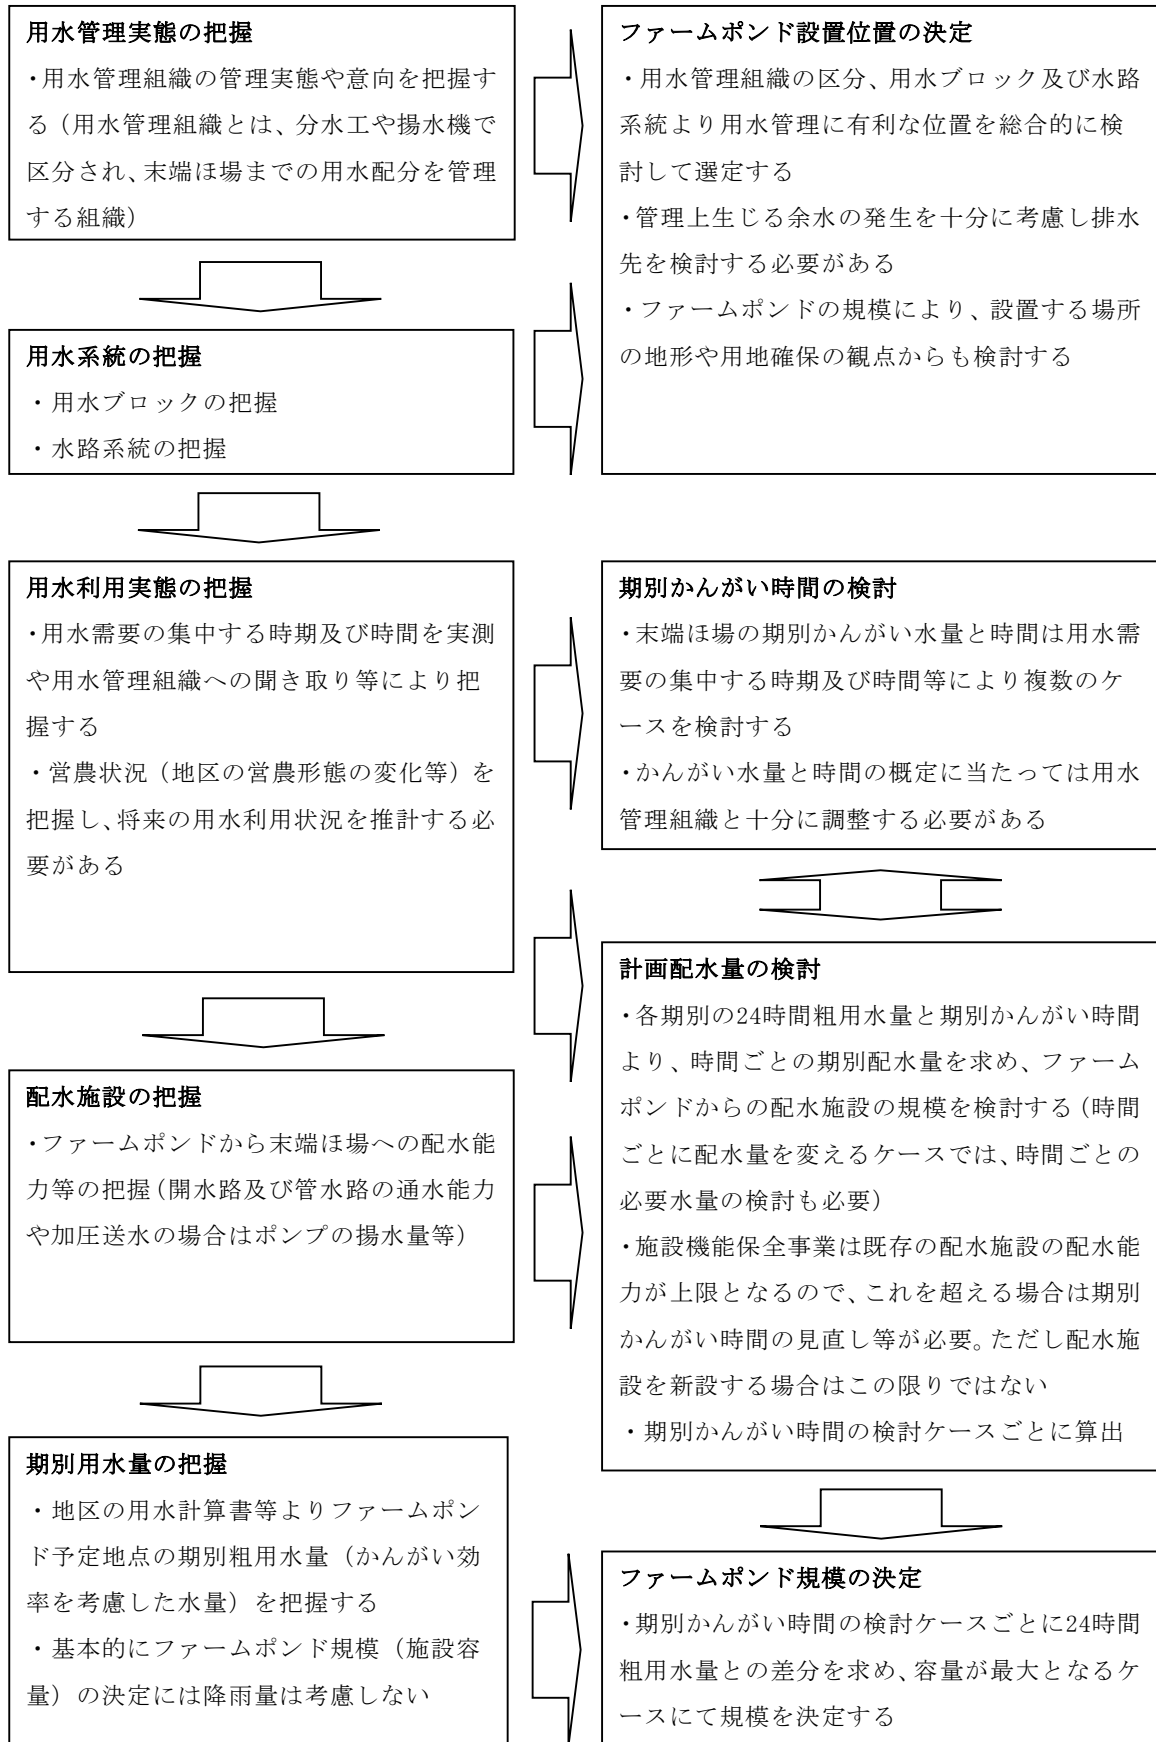 用水管理実態の把握
・用水管理組織の管理実態や意向を把握す
る（用水管理組織とは、分水工や揚水機で
区分され、末端ほ場までの用水配分を管理
する組織）
用水系統の把握
・用水ブロックの把握
・水路系統の把握
用水利用実態の把握
・用水需要の集中する時期及び時間を実測
や用水管理組織への聞き取り等により把
握する
・営農状況（地区の営農形態の変化等）を
把握し、将来の用水利用状況を推計する必
要がある
配水施設の把握
・ファームポンドから末端ほ場への配水能
力等の把握（開水路及び管水路の通水能力
や加圧送水の場合はポンプの揚水量等）
期別用水量の把握
・地区の用水計算書等よりファームポン
ド予定地点の期別粗用水量（かんがい効
率を考慮した水量）を把握する
・基本的にファームポンド規模（施設容
量）の決定には降雨量は考慮しない
ファームポンド設置位置の決定
・用水管理組織の区分、用水ブロック及び水路
系統より用水管理に有利な位置を総合的に検
討して選定する
・管理上生じる余水の発生を十分に考慮し排水
先を検討する必要がある
・ファームポンドの規模により、設置する場所
の地形や用地確保の観点からも検討する
期別かんがい時間の検討
・末端ほ場の期別かんがい水量と時間は用水需
要の集中する時期及び時間等により複数のケ
ースを検討する
・かんがい水量と時間の概定に当たっては用水
管理組織と十分に調整する必要がある
計画配水量の検討
・各期別の24時間粗用水量と期別かんがい時間
より、時間ごとの期別配水量を求め、ファーム
ポンドからの配水施設の規模を検討する（時間
ごとに配水量を変えるケースでは、時間ごとの
必要水量の検討も必要）
・施設機能保全事業は既存の配水施設の配水能
力が上限となるので、これを超える場合は期別
かんがい時間の見直し等が必要。ただし配水施
設を新設する場合はこの限りではない
・期別かんがい時間の検討ケースごとに算出
ファームポンド規模の決定
・期別かんがい時間の検討ケースごとに24時間
粗用水量との差分を求め、容量が最大となるケ
ースにて規模を決定する